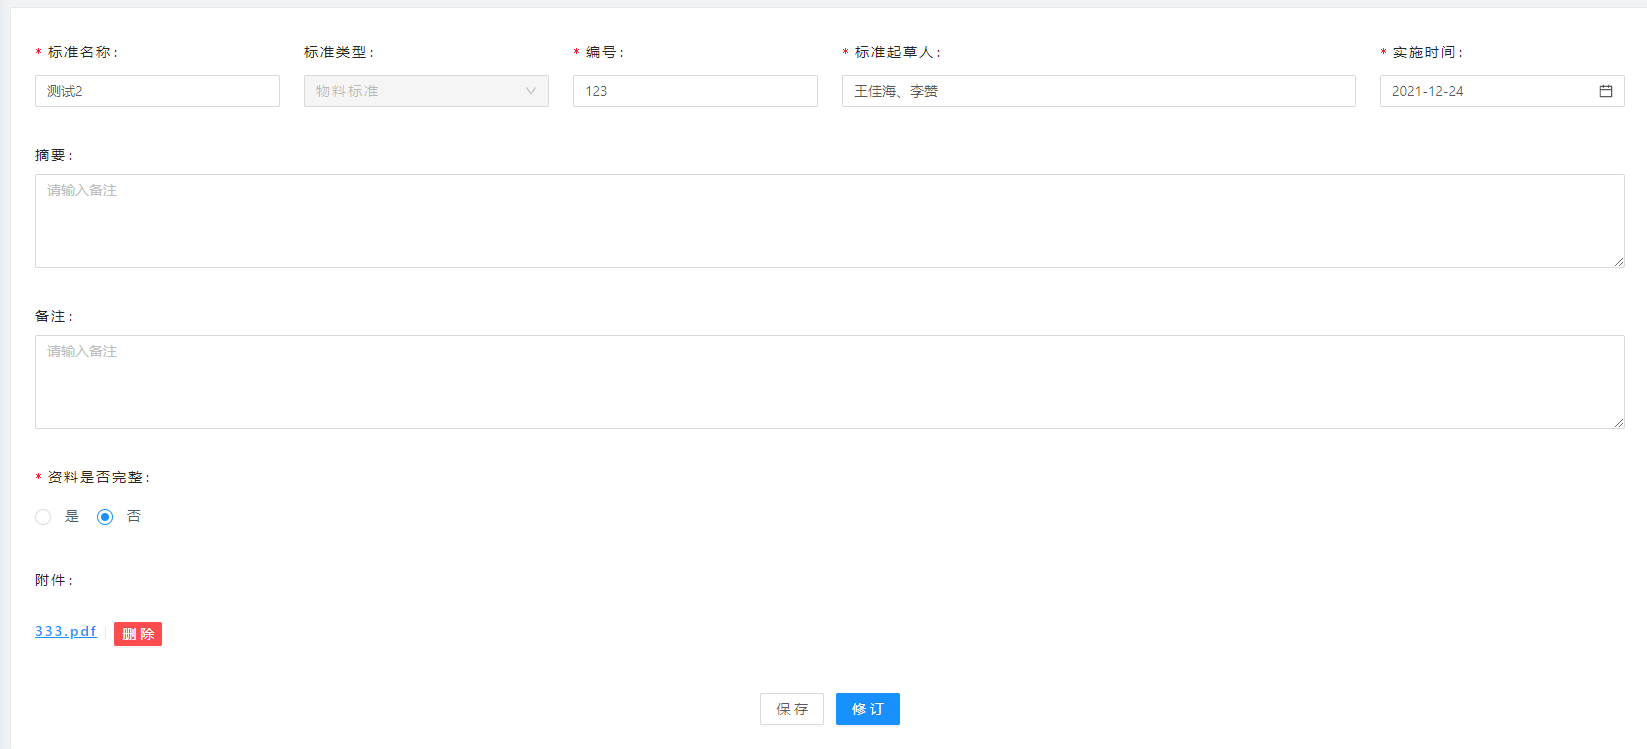 * 标准名称: 标准类型: * 编号: * 标准起草人: * 实施时间:
测试2 物料标准 123 王佳海、李赞 2021-12-24
摘要:
请输入备注
备注:
请输入备注
* 资料是否完整:
是 否
附件:
333.pdf 删除
保存 修订